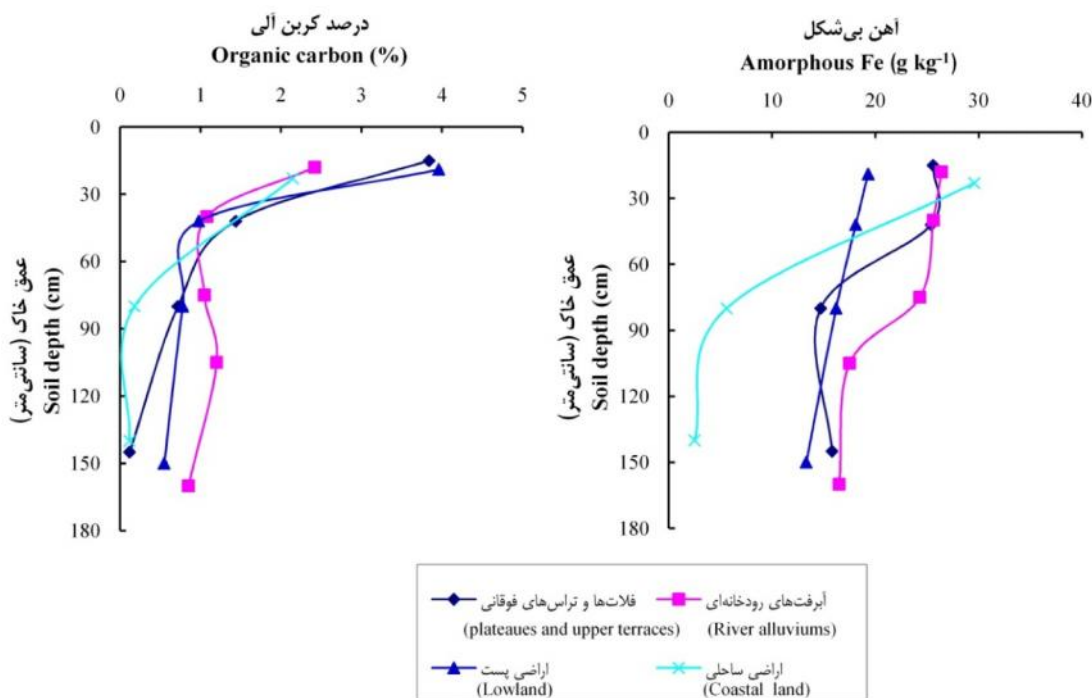 درصد کربن آلی
Organic carbon (%)
0 1 2 3 4 5
0
30
60
90
120
150
180
عمق خاک (سانتی‌متر)
Soil depth (cm)
آهن بی‌شکل
Amorphous Fe (g kg⁻¹)
0 10 20 30 40
0
30
60
90
120
150
180
عمق خاک (سانتی‌متر)
Soil depth (cm)
فلات‌ها و تراس‌های فوقانی
(plateaues and upper terraces)
آبرفت‌های رودخانه‌ای
(River alluviums)
اراضی پست
(Lowland)
اراضی ساحلی
(Coastal land)